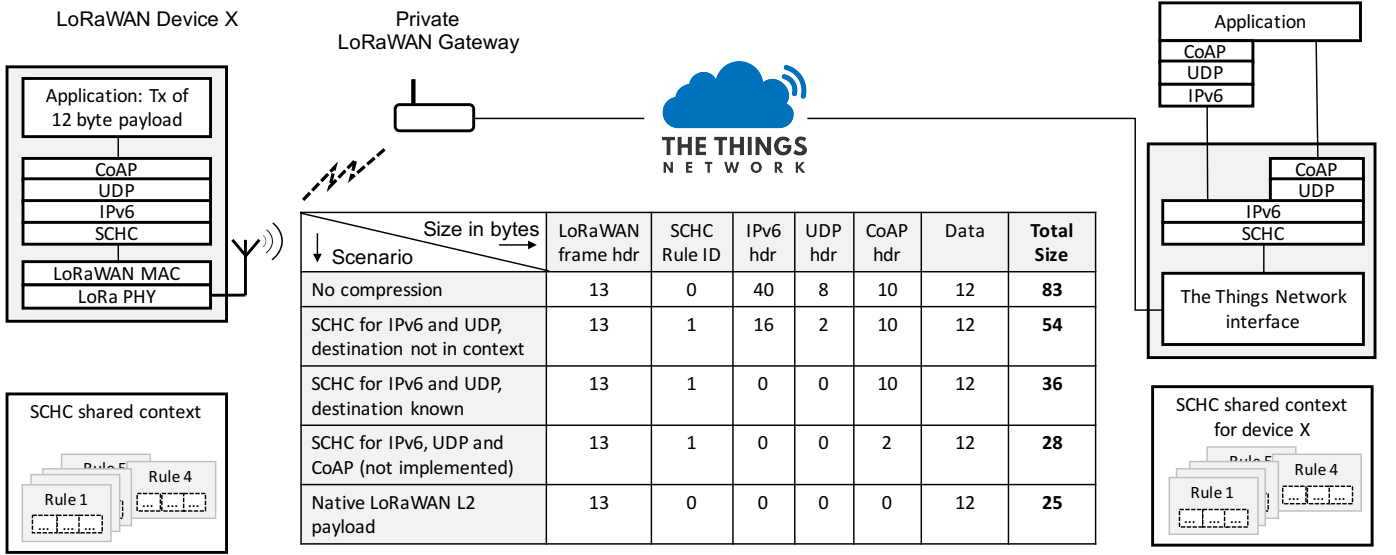 LoRaWAN Device X
Application: Tx of
12 byte payload
CoAP
UDP
IPv6
SCHC
LoRaWAN MAC
LoRa PHY
Private
LoRaWAN Gateway
THE THINGS
NETWORK
Application
CoAP
UDP
IPv6
CoAP
UDP
IPv6
SCHC
The Things Network
interface
Size in bytes
Scenario
LoRaWAN frame hdr
SCHC Rule ID
IPv6 hdr
UDP hdr
CoAP hdr
Data
Total Size
No compression 13 0 40 8 10 12 83
SCHC for IPv6 and UDP, 13 1 16 2 10 12 54
destination not in context
SCHC for IPv6 and UDP, 13 1 0 0 10 12 36
destination known
SCHC for IPv6, UDP and 13 1 0 0 2 12 28
CoAP (not implemented)
Native LoRaWAN L2 13 0 0 0 0 12 25
payload
SCHC shared context
Rule 4
Rule 1
... ... ...
... ... ...
SCHC shared context
for device X
Rule 4
Rule 1
... ... ...
... ... ...